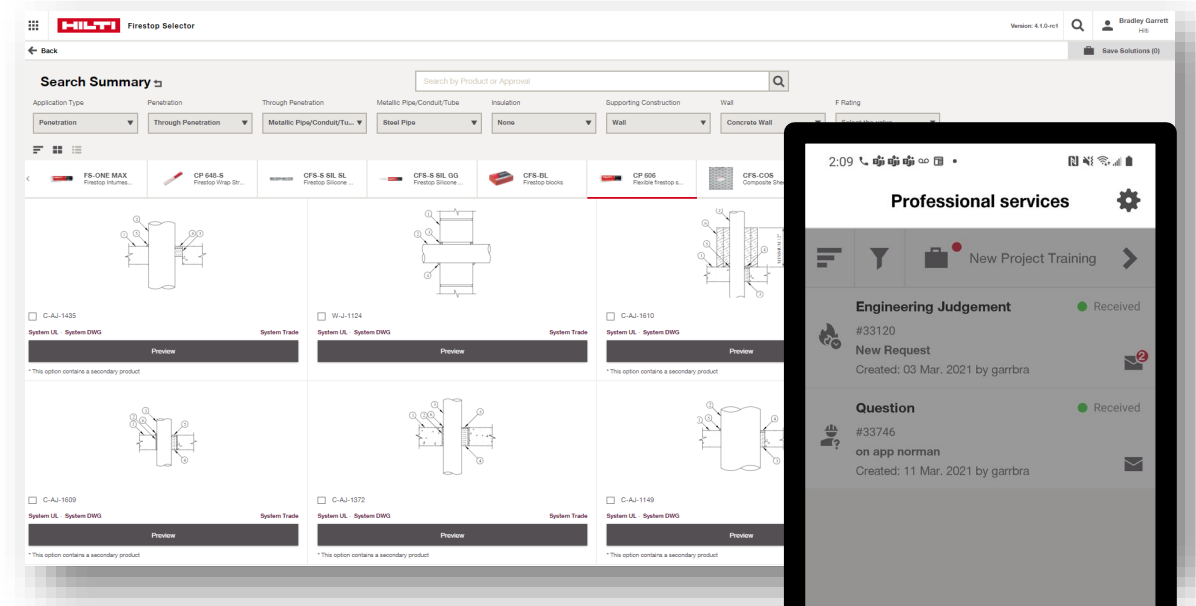 HILTI Firestop Selector
Version: 4.1.0-rc1
Bradley Garrett
Hilti
Back
Save Solutions (0)
Search Summary
Search by Product or Approval
Application Type Penetration Through Penetration Metallic Pipe/Conduit/Tube Insulation Supporting Construction Wall F Rating
Penetration Through Penetration Metallic Pipe/Conduit/Tu... Steel Pipe None Wall Concrete Wall Select the value
FS-ONE MAX
Firestop Intumes...
CP 648-S
Firestop Wrap Str...
CFS-S SIL SL
Firestop Silicone ...
CFS-S SIL GG
Firestop Silicone ...
CFS-BL
Firestop blocks
CP 606
Flexible firestop s...
CFS-COS
Composite She
C-AJ-1435
System UL - System DWG System Trade
Preview
* This option contains a secondary product
W-J-1124
System UL - System DWG System Trade
Preview
C-AJ-1610
System UL - System DWG
Preview
* This option contains a secondary product
C-AJ-1609
System UL - System DWG System Trade
Preview
* This option contains a secondary product
C-AJ-1372
System UL - System DWG System Trade
Preview
* This option contains a secondary product
C-AJ-1149
System UL - System DWG
Preview
* This option contains a secondary product
2:09
Professional services
New Project Training
Engineering Judgement Received
#33120
New Request
2
Created: 03 Mar. 2021 by garrbra
Question Received
#33746
on app norman
Created: 11 Mar. 2021 by garrbra